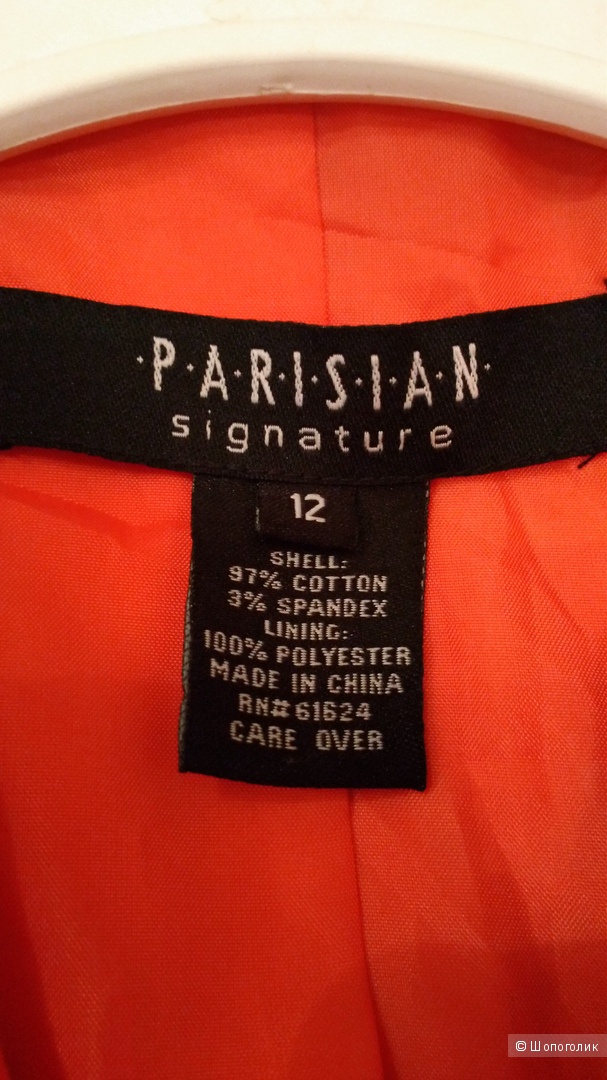 ·P·A·R·I·S·I·A·N·
signature
12
SHELL:
97% COTTON
3% SPANDEX
LINING:
100% POLYESTER
MADE IN CHINA
RN#61624
CARE OVER
© Шопоголик